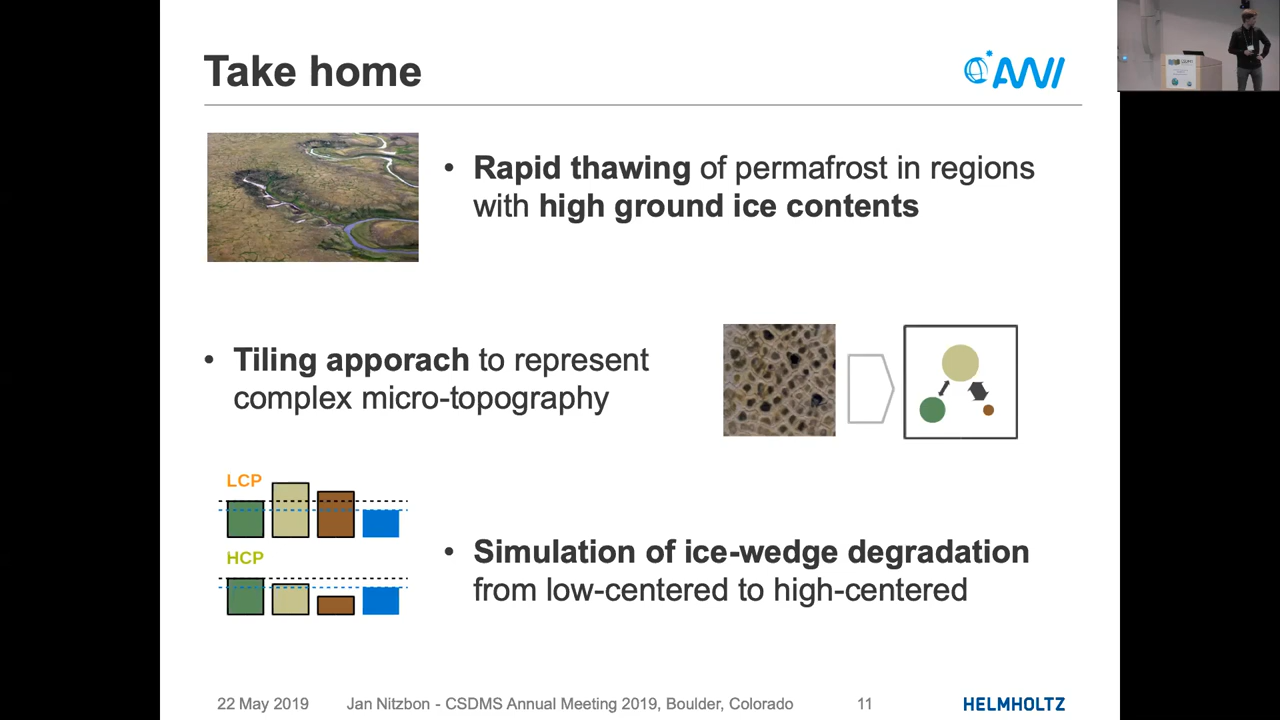 Take home
AWI
• Rapid thawing of permafrost in regions
with high ground ice contents
• Tiling apporach to represent
complex micro-topography
LCP
HCP
• Simulation of ice-wedge degradation
from low-centered to high-centered
22 May 2019 Jan Nitzbon - CSDMS Annual Meeting 2019, Boulder, Colorado 11 HELMHOLTZ